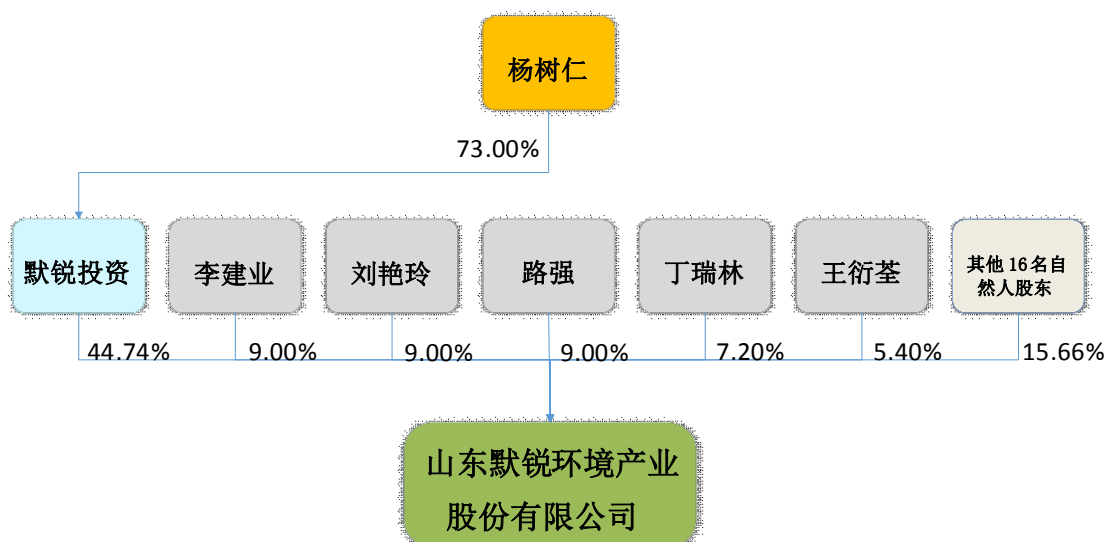 杨树仁
73.00%
默锐投资
李建业
刘艳玲
路强
丁瑞林
王衍荃
其他 16 名自
然人股东
44.74%
9.00%
9.00%
9.00%
7.20%
5.40%
15.66%
山东默锐环境产业
股份有限公司